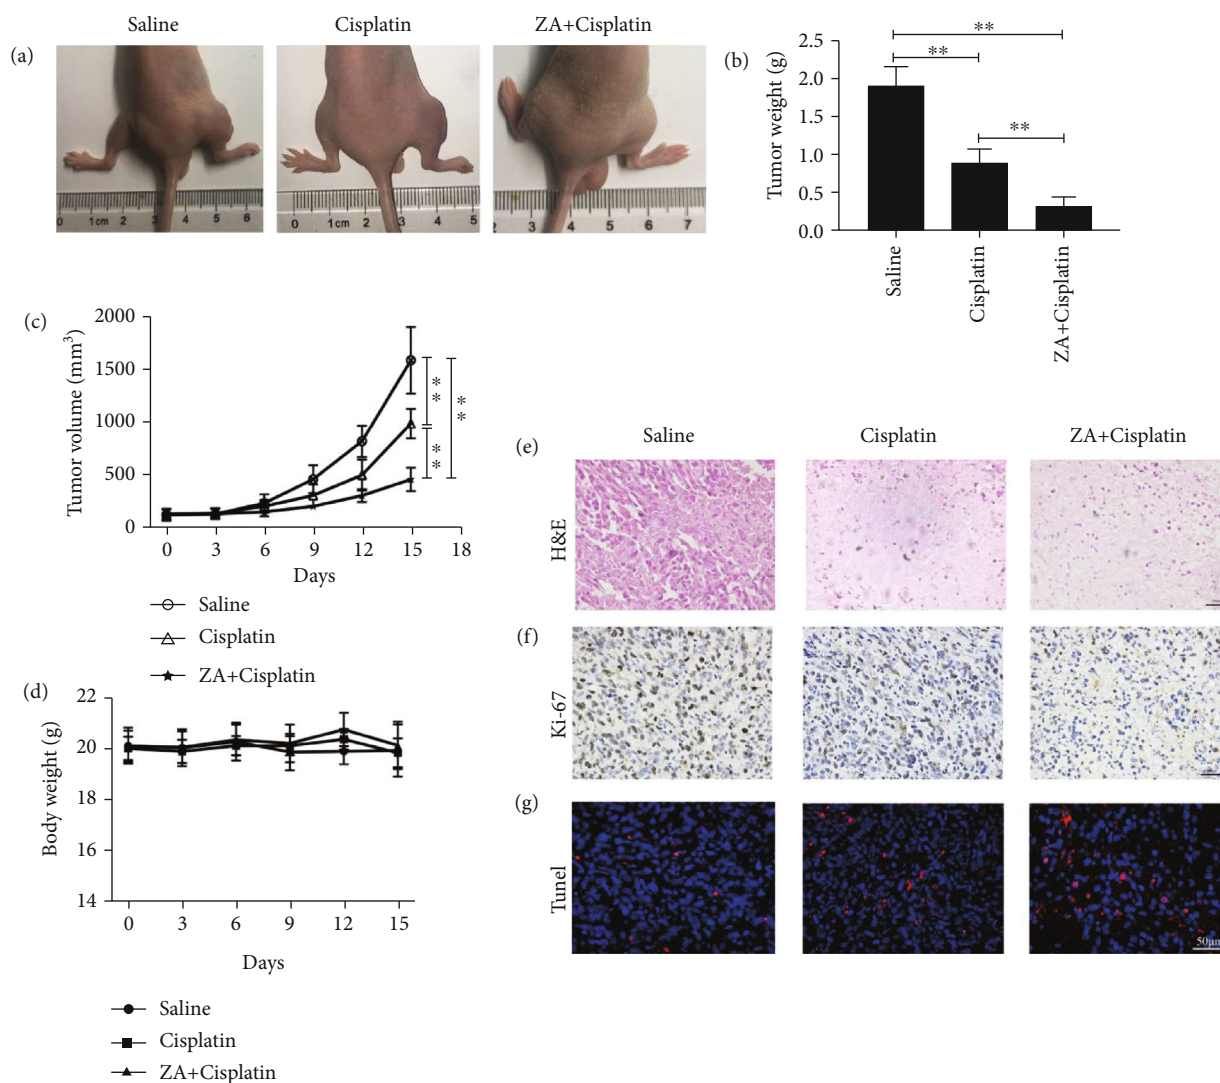 Saline
Cisplatin
ZA+Cisplatin
(a)
0 1cm 2 3 4 5 6
0 1cm 2 3 4 5
2 3 4 5 6 7
(b)
Tumor weight (g)
2.5
2.0
1.5
1.0
0.5
0.0
**
**
**
Saline
Cisplatin
ZA+Cisplatin
(c)
Tumor volume (mm³)
2000
1500
1000
500
0
**
**
**
0 3 6 9 12 15 18
Days
Saline
Cisplatin
ZA+Cisplatin
(d)
Body weight (g)
22
20
18
16
14
0 3 6 9 12 15
Days
Saline
Cisplatin
ZA+Cisplatin
(e)
Saline
Cisplatin
ZA+Cisplatin
H&E
(f)
Ki-67
(g)
Tunel
50μm